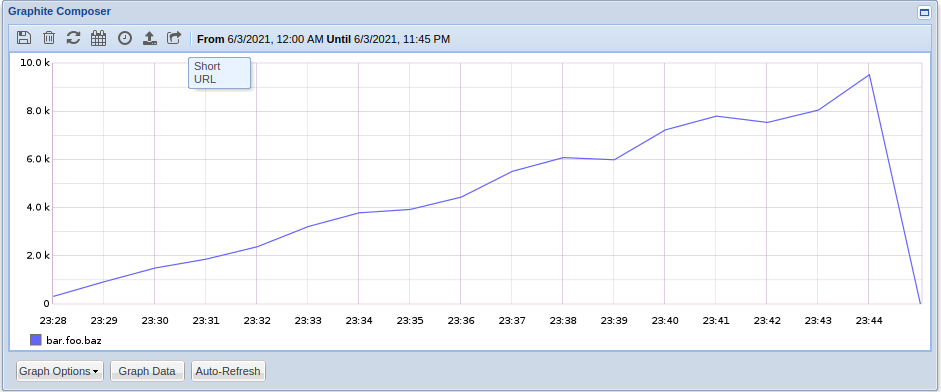 Graphite Composer
From 6/3/2021, 12:00 AM Until 6/3/2021, 11:45 PM
Short
URL
10.0 k
8.0 k
6.0 k
4.0 k
2.0 k
0
23:28 23:29 23:30 23:31 23:32 23:33 23:34 23:35 23:36 23:37 23:38 23:39 23:40 23:41 23:42 23:43 23:44
bar.foo.baz
Graph Options Graph Data Auto-Refresh